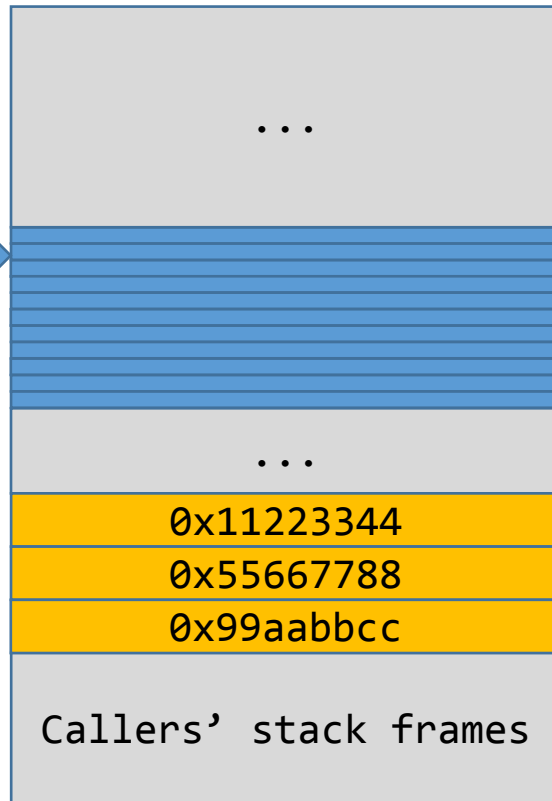 ...
...
0x11223344
0x55667788
0x99aabbcc
Callers’ stack frames